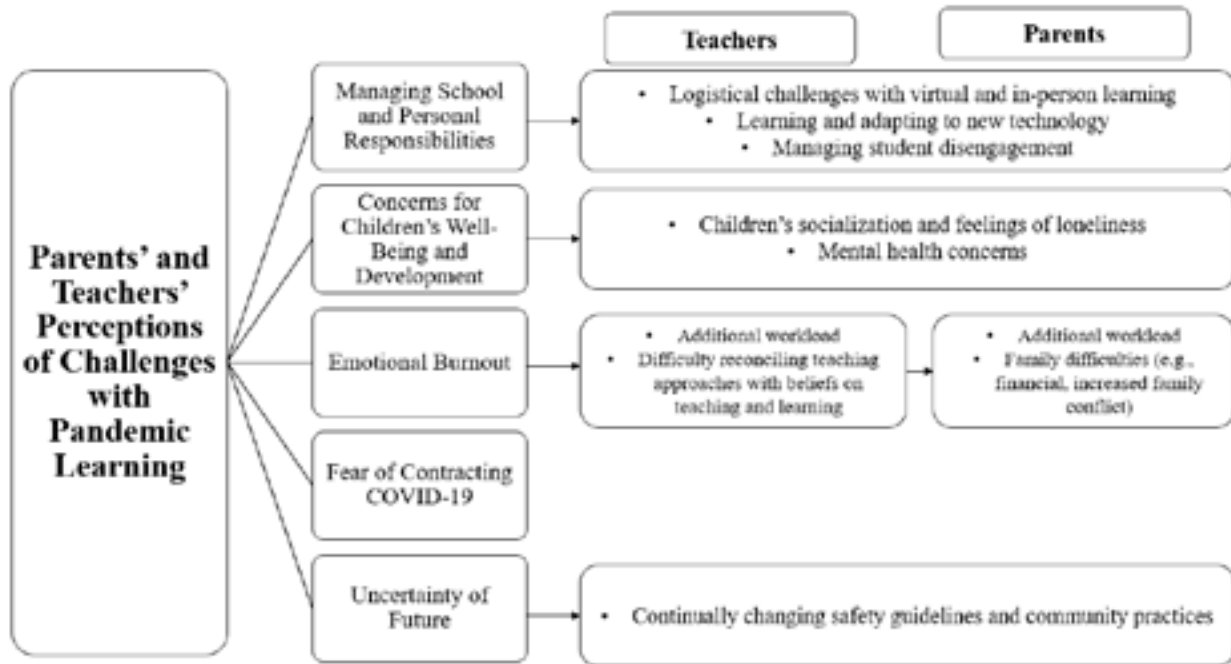 Teachers
Parents
Parents' and
Teachers'
Perceptions
of Challenges
with
Pandemic
Learning
Managing School
and Personal
Responsibilities
• Logistical challenges with virtual and in-person learning
• Learning and adapting to new technology
• Managing student disengagement
Concerns for
Children's Well-
Being and
Development
• Children's socialization and feelings of loneliness
• Mental health concerns
Emotional Burnout
• Additional workload
• Difficulty reconciling teaching
approaches with beliefs on
teaching and learning
• Additional workload
• Family difficulties (e.g.,
financial, increased family
conflict)
Fear of Contracting
COVID-19
Uncertainty of
Future
• Continually changing safety guidelines and community practices